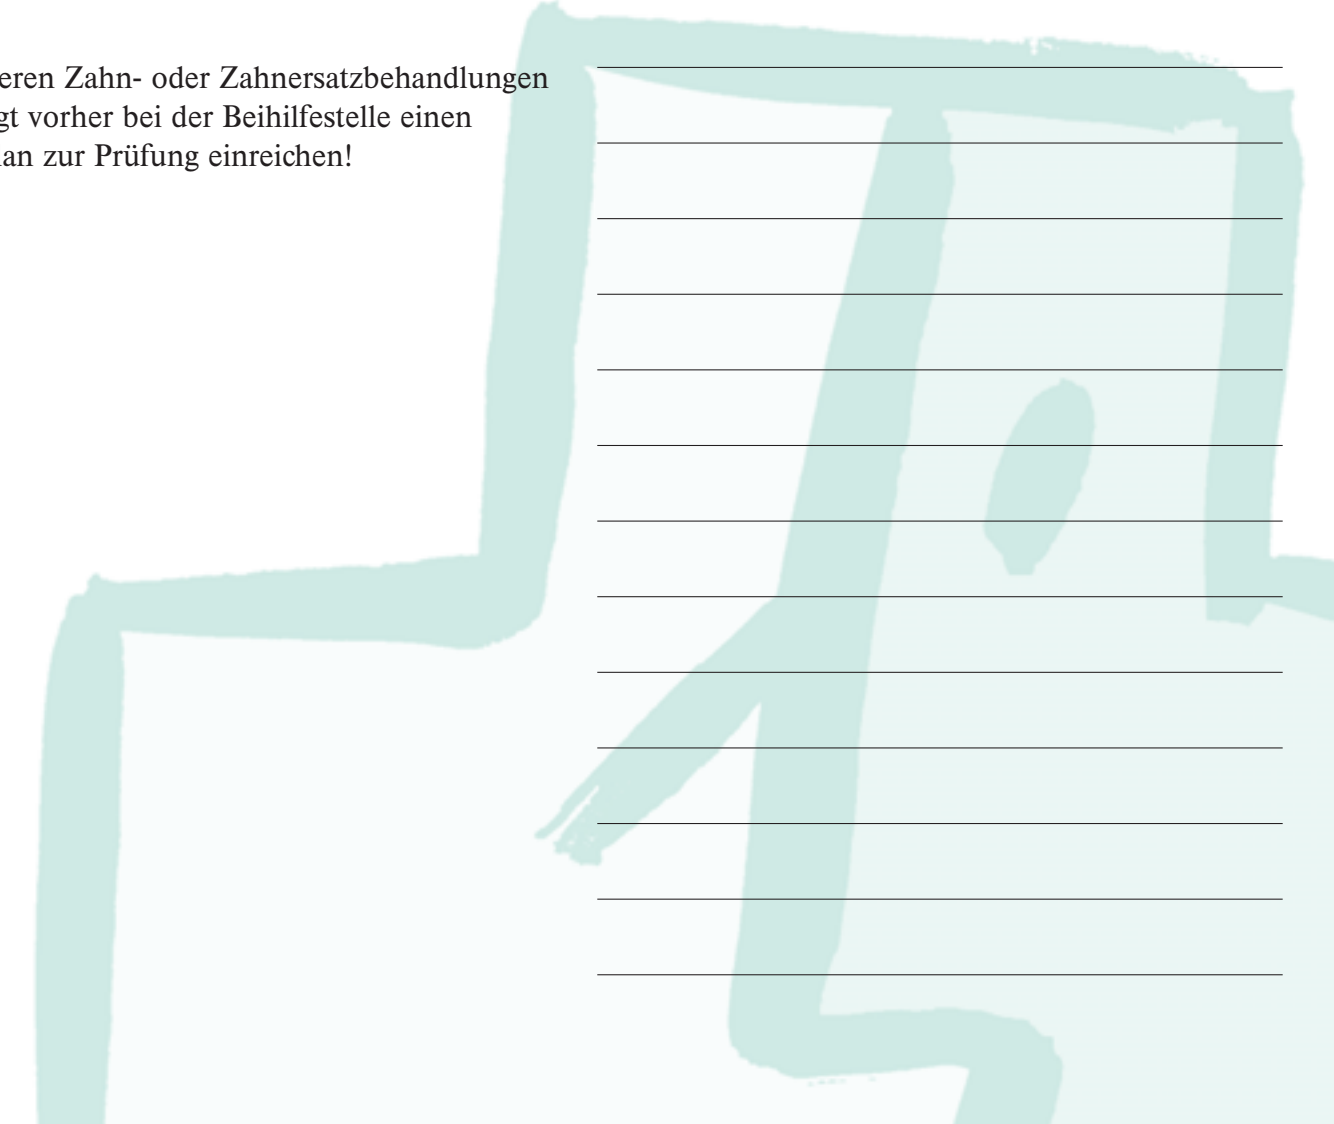 eren Zahn- oder Zahnersatzbehandlungen
gt vorher bei der Beihilfestelle einen
an zur Prüfung einreichen!